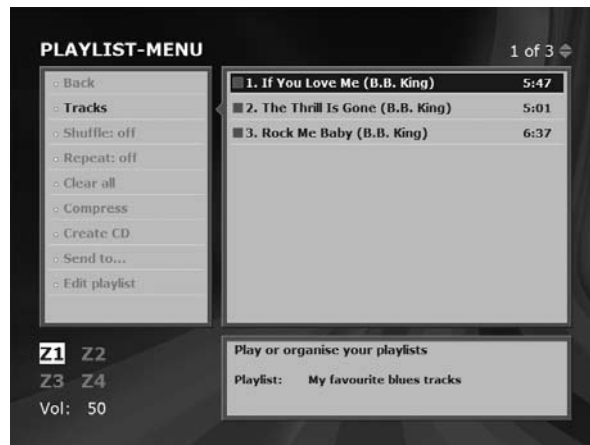 PLAYLIST-MENU
1 of 3
Back
Tracks
Shuffle: off
Repeat: off
Clear all
Compress
Create CD
Send to...
Edit playlist
1. If You Love Me (B.B. King) 5:47
2. The Thrill Is Gone (B.B. King) 5:01
3. Rock Me Baby (B.B. King) 6:37
Z1 Z2
Z3 Z4
Vol: 50
Play or organise your playlists
Playlist: My favourite blues tracks